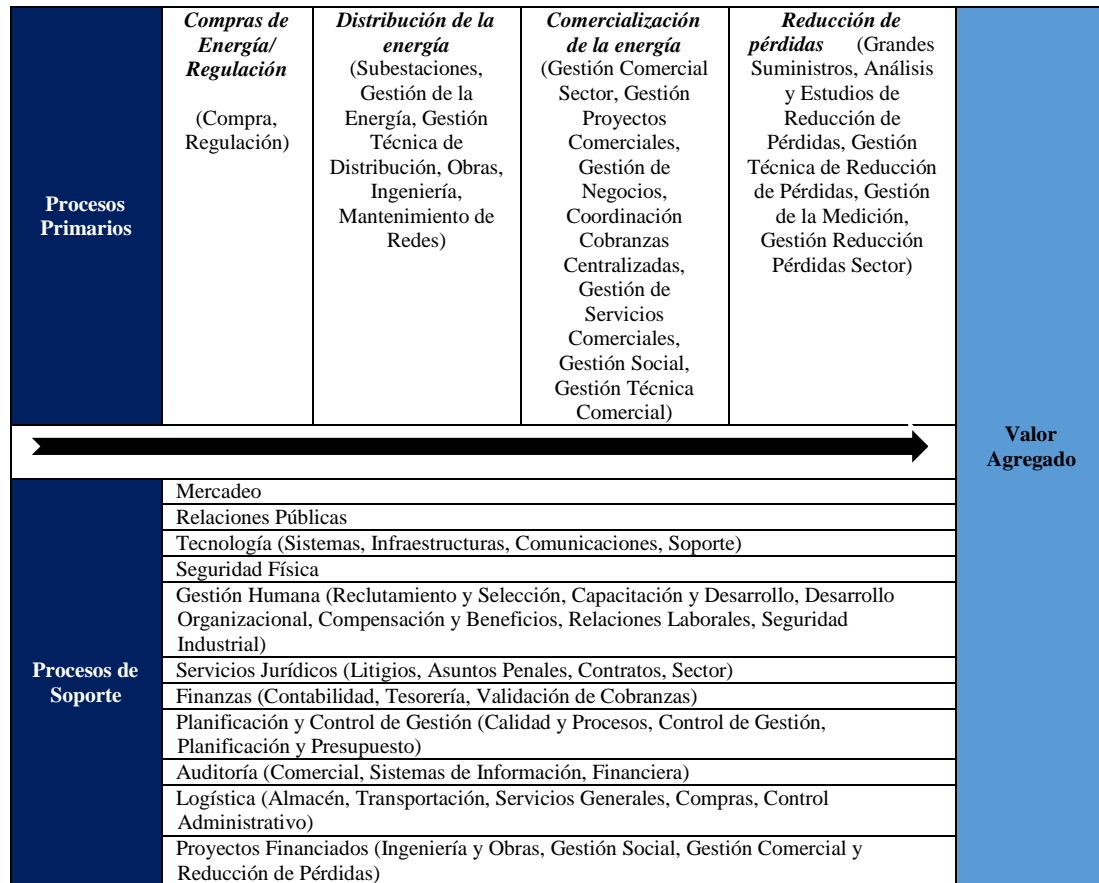 Procesos
Primarios
Compras de
Energía/
Regulación
(Compra,
Regulación)
Distribución de la
energía
(Subestaciones,
Gestión de la
Energía, Gestión
Técnica de
Distribución, Obras,
Ingeniería,
Mantenimiento de
Redes)
Comercialización
de la energía
(Gestión Comercial
Sector, Gestión
Proyectos
Comerciales,
Gestión de
Negocios,
Coordinación
Cobranzas
Centralizadas,
Gestión de
Servicios
Comerciales,
Gestión Social,
Gestión Técnica
Comercial)
Reducción de
pérdidas (Grandes
Suministros, Análisis
y Estudios de
Reducción de
Pérdidas, Gestión
Técnica de Reducción
de Pérdidas, Gestión
de la Medición,
Gestión Reducción
Pérdidas Sector)
Valor
Agregado
Procesos de
Soporte
Mercadeo
Relaciones Públicas
Tecnología (Sistemas, Infraestructuras, Comunicaciones, Soporte)
Seguridad Física
Gestión Humana (Reclutamiento y Selección, Capacitación y Desarrollo, Desarrollo
Organizacional, Compensación y Beneficios, Relaciones Laborales, Seguridad
Industrial)
Servicios Jurídicos (Litigios, Asuntos Penales, Contratos, Sector)
Finanzas (Contabilidad, Tesorería, Validación de Cobranzas)
Planificación y Control de Gestión (Calidad y Procesos, Control de Gestión,
Planificación y Presupuesto)
Auditoría (Comercial, Sistemas de Información, Financiera)
Logística (Almacén, Transportación, Servicios Generales, Compras, Control
Administrativo)
Proyectos Financiados (Ingeniería y Obras, Gestión Social, Gestión Comercial y
Reducción de Pérdidas)